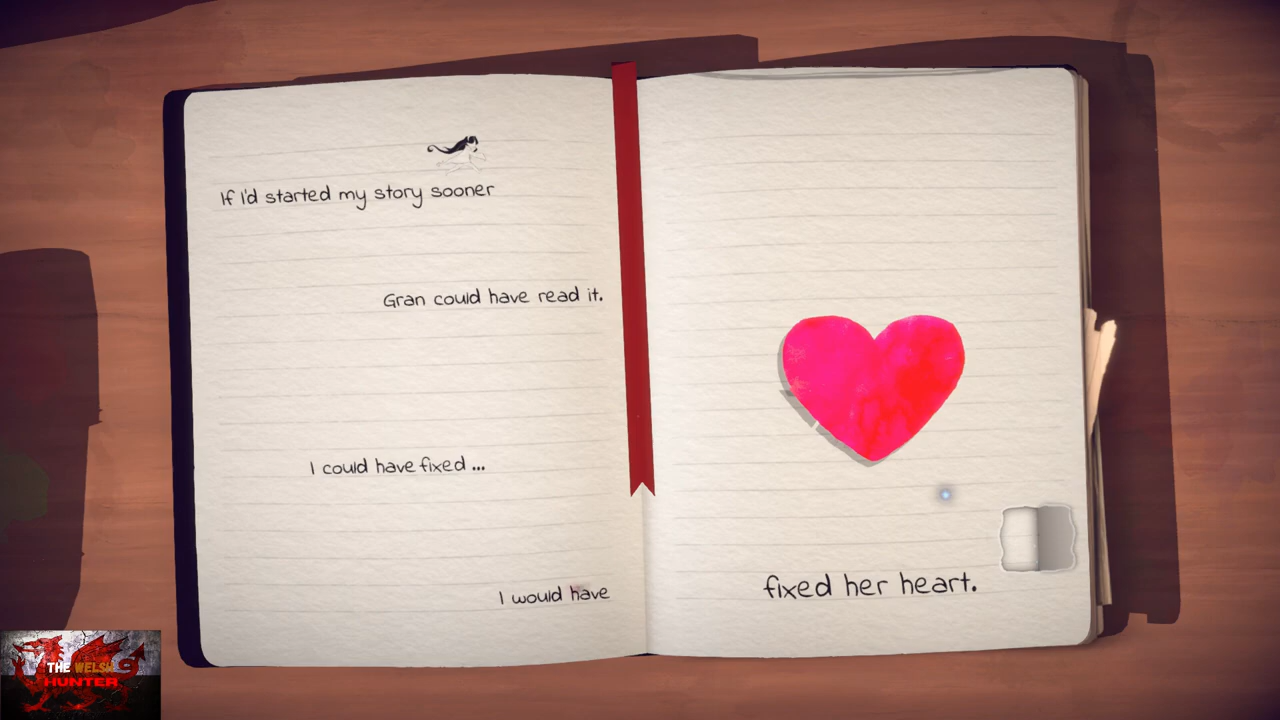 If I'd started my story sooner
Gran could have read it.
I could have fixed ...
I would have
fixed her heart.
THE WELSH
HUNTER